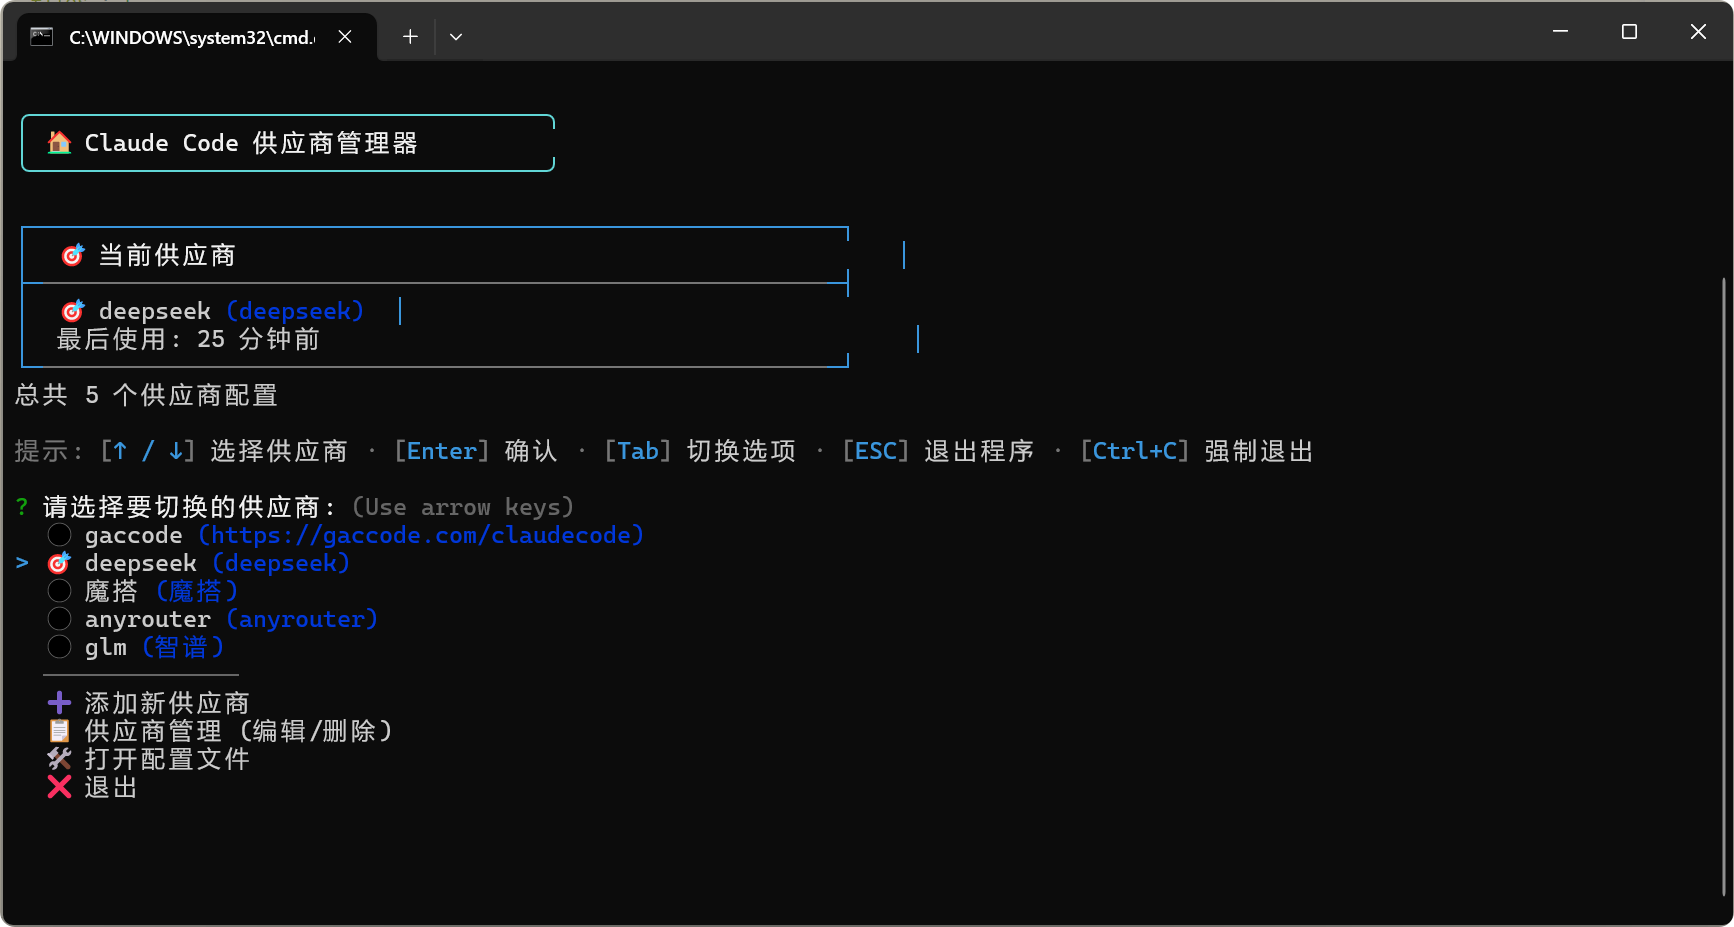 C:\WINDOWS\system32\cmd.
Claude Code 供应商管理器
当前供应商
deepseek (deepseek)
最后使用: 25 分钟前
总共 5 个供应商配置
提示: [↑ / ↓] 选择供应商 · [Enter] 确认 · [Tab] 切换选项 · [ESC] 退出程序 · [Ctrl+C] 强制退出
? 请选择要切换的供应商: (Use arrow keys)
gaccode (https://gaccode.com/claudecode)
> deepseek (deepseek)
魔搭 (魔搭)
anyrouter (anyrouter)
glm (智谱)
添加新供应商
供应商管理 (编辑/删除)
打开配置文件
退出